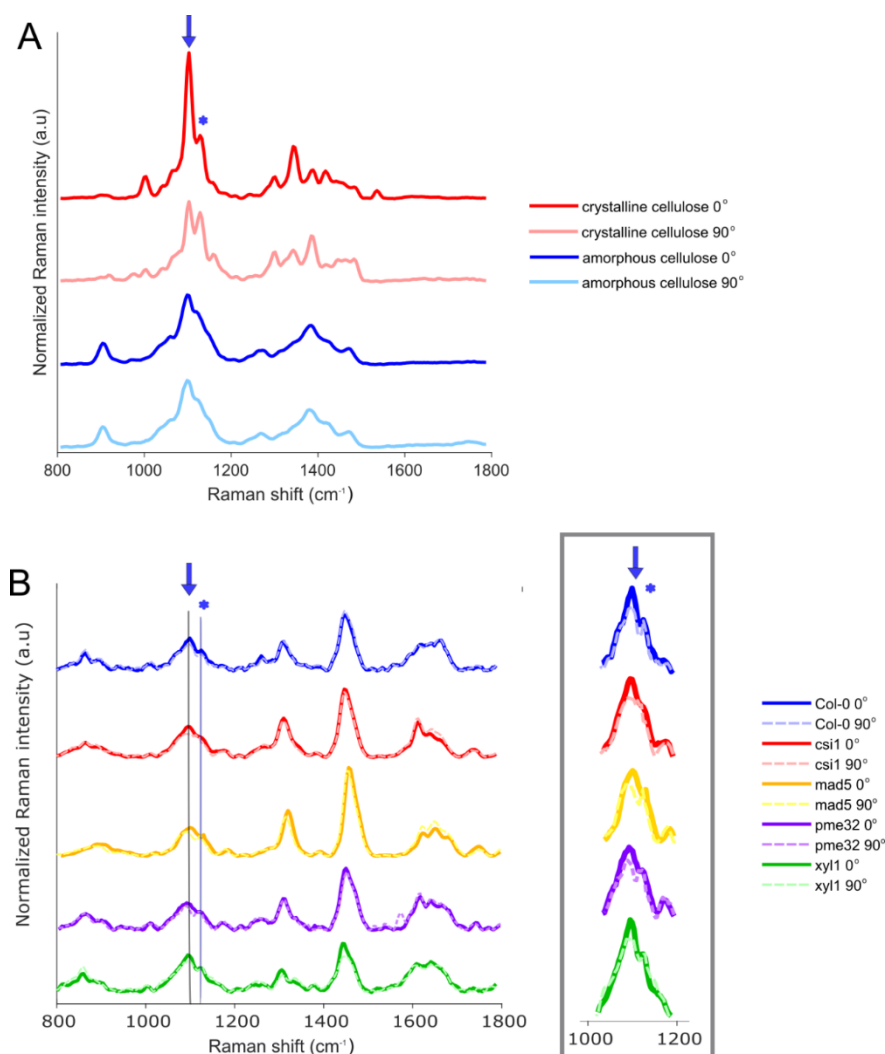 A
*
Normalized Raman intensity (a.u)
crystalline cellulose 0°
crystalline cellulose 90°
amorphous cellulose 0°
amorphous cellulose 90°
800 1000 1200 1400 1600 1800
Raman shift (cm-1)
B
*
*
Normalized Raman intensity (a.u)
Col-0 0°
Col-0 90°
csi1 0°
csi1 90°
mad5 0°
mad5 90°
pme32 0°
pme32 90°
xyl1 0°
xyl1 90°
800 1000 1200 1400 1600 1800
1000 1200
Raman shift (cm-1)